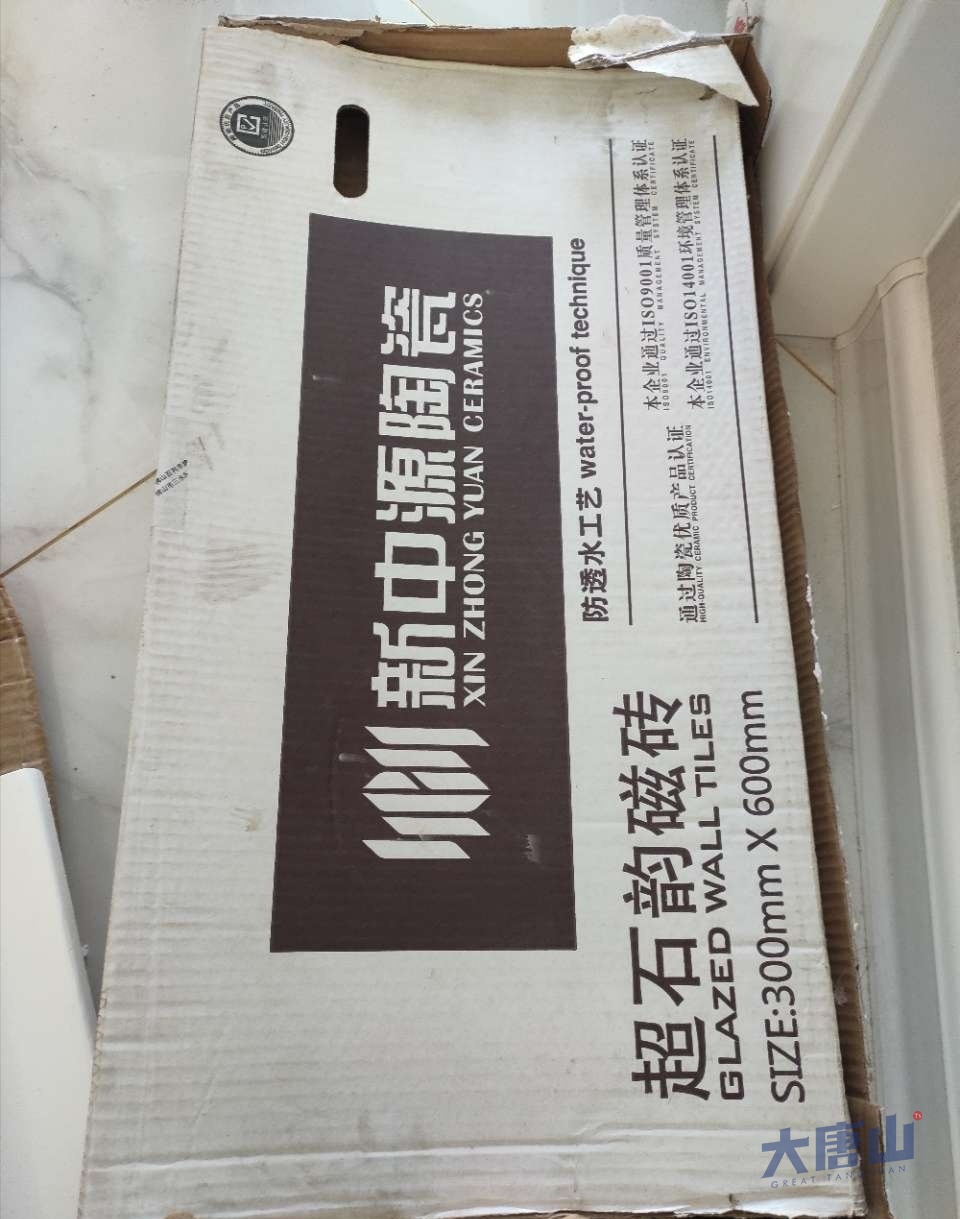 新中源陶瓷
XIN ZHONG YUAN CERAMICS
防透水工艺 water-proof technique
本企业通过ISO9001质量管理体系认证
ISO9001 QUALITY MANAGEMENT SYSTEM CERTIFICATE
通过陶瓷优质产品认证
HIGH-QUALITY CERAMIC PRODUCT CERTIFICATION
本企业通过ISO14001环境管理体系认证
ISO14001 ENVIRONMENTAL MANAGEMENT SYSTEM CERTIFICATE
超石韵磁砖
GLAZED WALL TILES
SIZE:300mm X 600mm
大唐山
GREAT TANGSHAN